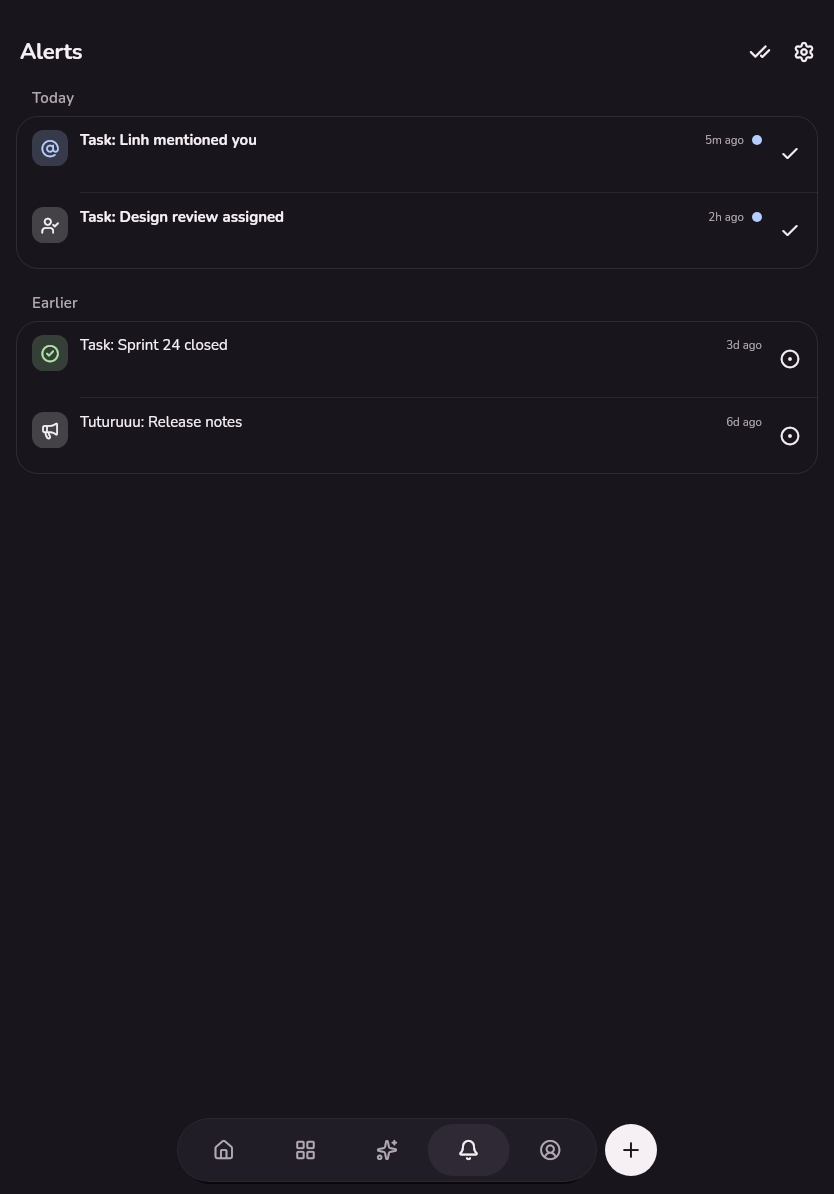 Alerts
Today
Task: Linh mentioned you
5m ago
Task: Design review assigned
2h ago
Earlier
Task: Sprint 24 closed
3d ago
Tuturuuu: Release notes
6d ago